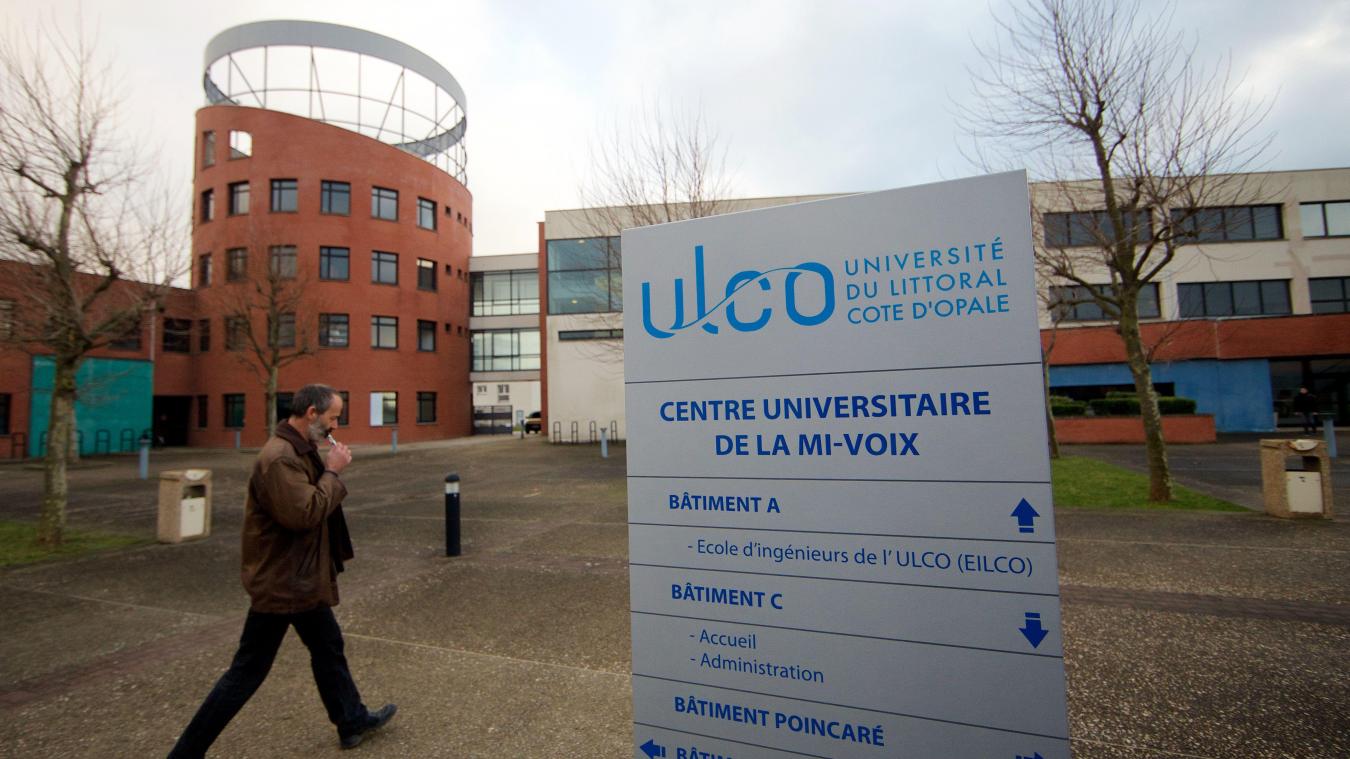 ulco
UNIVERSITÉ
DU LITTORAL
COTE D'OPALE
CENTRE UNIVERSITAIRE
DE LA MI-VOIX
BÂTIMENT A
- Ecole d'ingénieurs de l' ULCO (EILCO)
BÂTIMENT C
- Accueil
- Administration
BÂTIMENT POINCARÉ